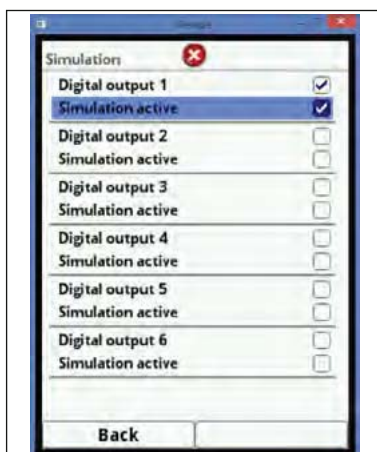 Simulation
Digital output 1
Simulation active
Digital output 2
Simulation active
Digital output 3
Simulation active
Digital output 4
Simulation active
Digital output 5
Simulation active
Digital output 6
Simulation active
Back